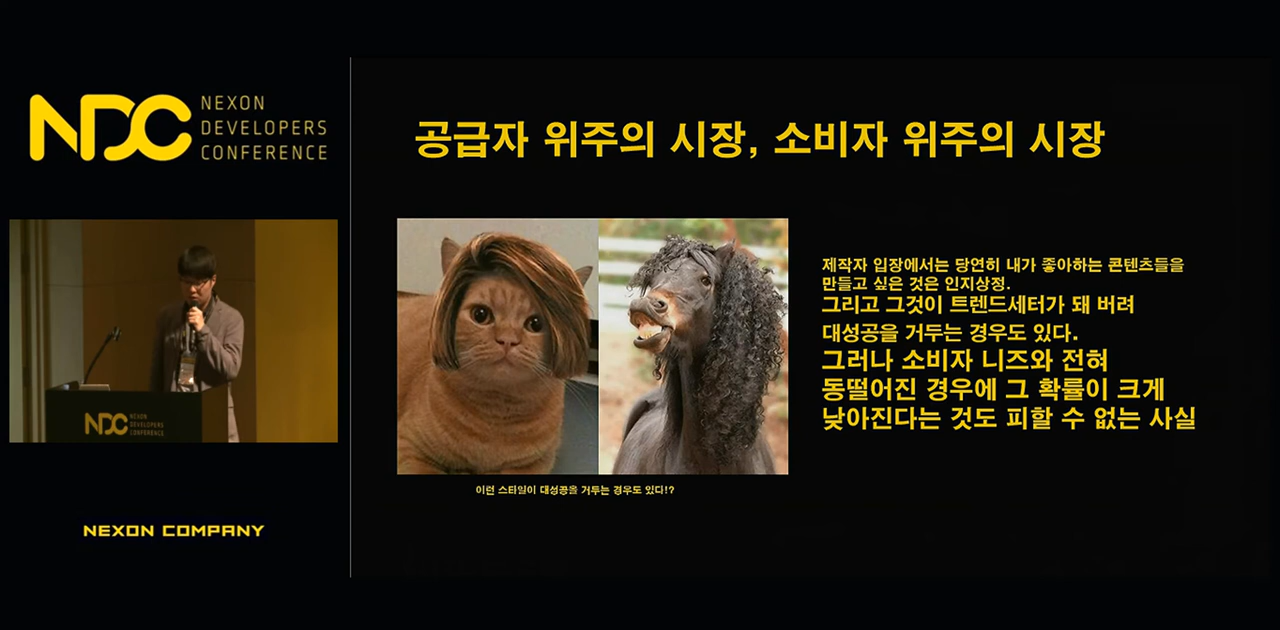 NDC
NEXON
DEVELOPERS
CONFERENCE
공급자 위주의 시장, 소비자 위주의 시장
제작자 입장에서는 당연히 내가 좋아하는 콘텐츠들을
만들고 싶은 것은 인지상정.
그리고 그것이 트렌드세터가 돼 버려
대성공을 거두는 경우도 있다.
그러나 소비자 니즈와 전혀
동떨어진 경우에 그 확률이 크게
낮아진다는 것도 피할 수 없는 사실
이런 스타일이 대성공을 거두는 경우도 있다!?
NDC
NEXON
DEVELOPERS
CONFERENCE
NEXON COMPANY